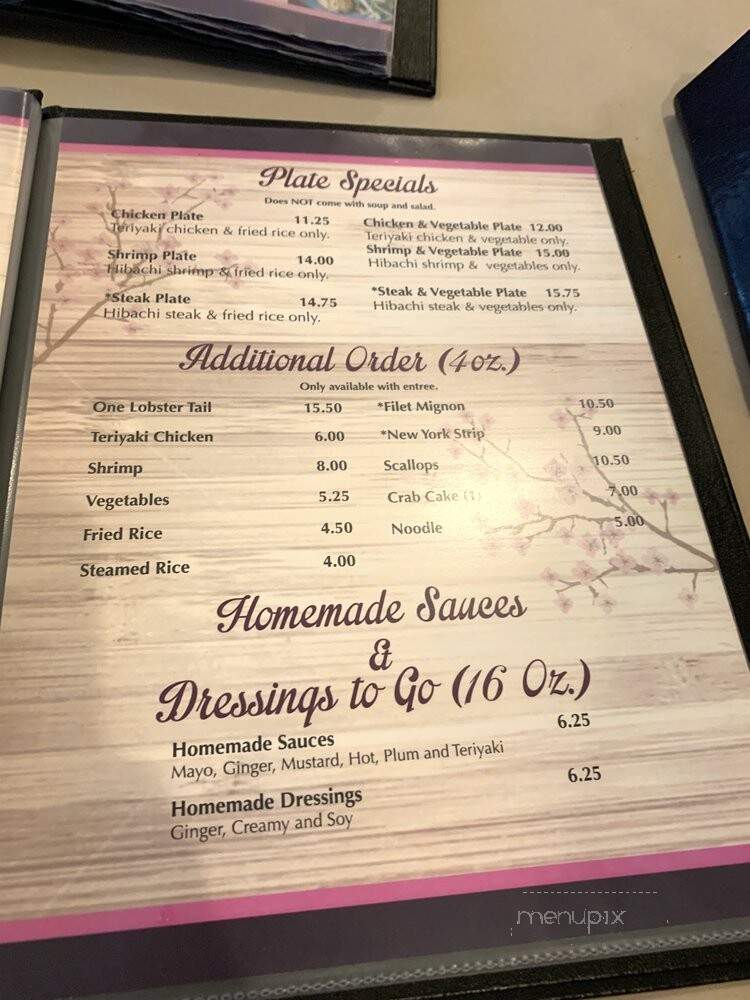 Plate Specials
Does NOT come with soup and salad.
Chicken Plate 11.25
Teriyaki chicken & fried rice only.
Shrimp Plate 14.00
Hibachi shrimp & fried rice only.
*Steak Plate 14.75
Hibachi steak & fried rice only.
Chicken & Vegetable Plate 12.00
Teriyaki chicken & vegetable only.
Shrimp & Vegetable Plate 15.00
Hibachi shrimp & vegetables only.
*Steak & Vegetable Plate 15.75
Hibachi steak & vegetables only.
Additional Order (4oz.)
Only available with entree.
One Lobster Tail 15.50
Teriyaki Chicken 6.00
Shrimp 8.00
Vegetables 5.25
Fried Rice 4.50
Steamed Rice 4.00
*Filet Mignon 10.50
*New York Strip 9.00
Scallops 10.50
Crab Cake (1) 7.00
Noodle 5.00
Homemade Sauces
&
Dressings to Go (16 Oz.)
Homemade Sauces 6.25
Mayo, Ginger, Mustard, Hot, Plum and Teriyaki
Homemade Dressings 6.25
Ginger, Creamy and Soy
menupix